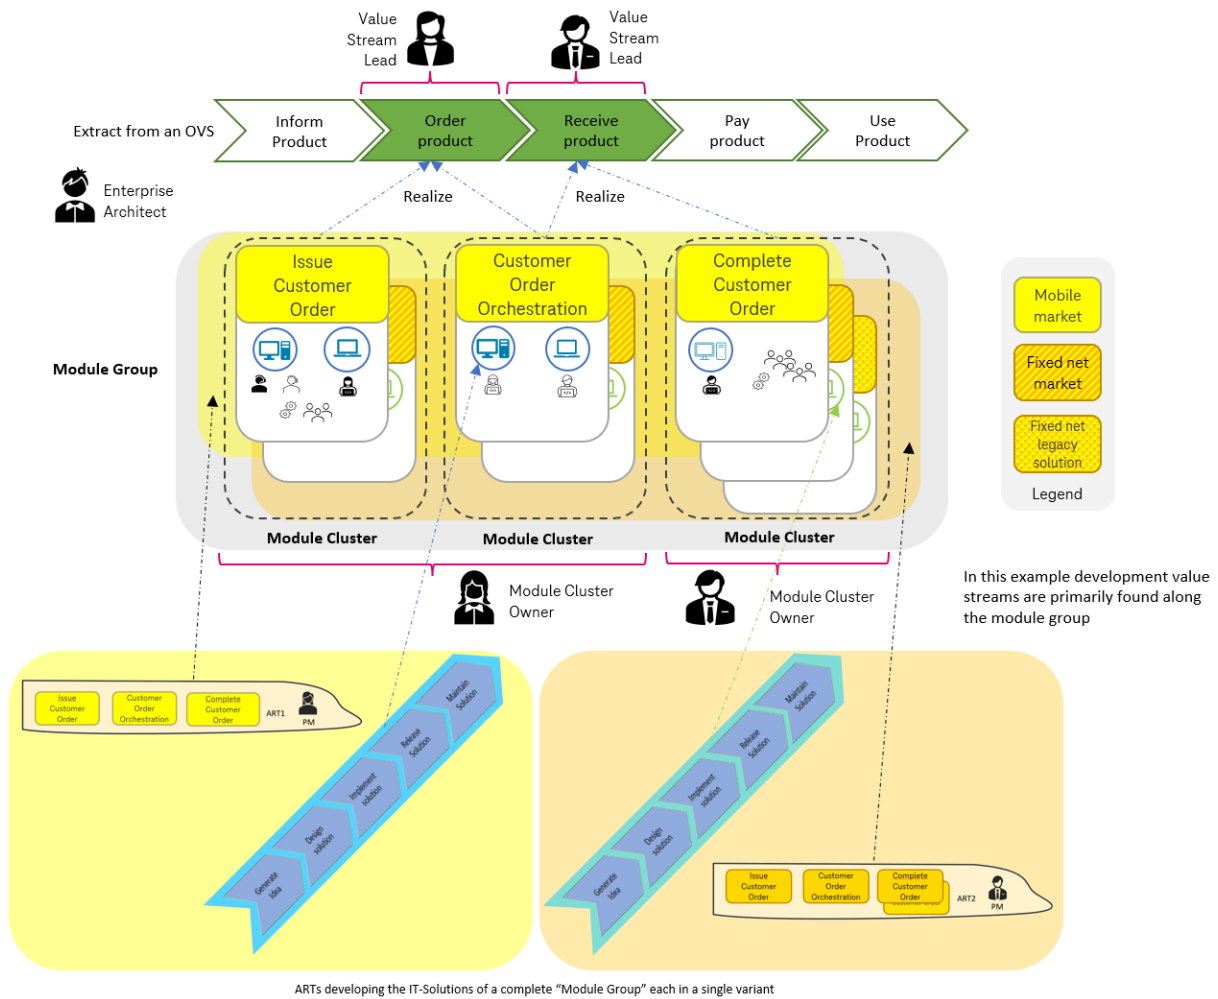 Value
Stream
Lead
Value
Stream
Lead
Extract from an OVS
Inform
Product
Order
product
Receive
product
Pay
product
Use
Product
Enterprise
Architect
Realize
Realize
Issue
Customer
Order
Customer
Order
Orchestration
Complete
Customer
Order
Module Group
Mobile
market
Fixed net
market
Fixed net
legacy
solution
Legend
Module Cluster
Module Cluster
Module Cluster
Module Cluster
Owner
Module Cluster
Owner
In this example development value
streams are primarily found along
the module group
Issue
Customer
Order
Customer
Order
Orchestration
Complete
Customer
Order
ART1
PM
Generate
Idea
Design
solution
Implement
solution
Release
Solution
Maintain
Solution
Generate
Idea
Design
solution
Implement
solution
Release
Solution
Maintain
Solution
Issue
Customer
Order
Customer
Order
Orchestration
Complete
Customer
Order
ART2
PM
ARTs developing the IT-Solutions of a complete “Module Group” each in a single variant